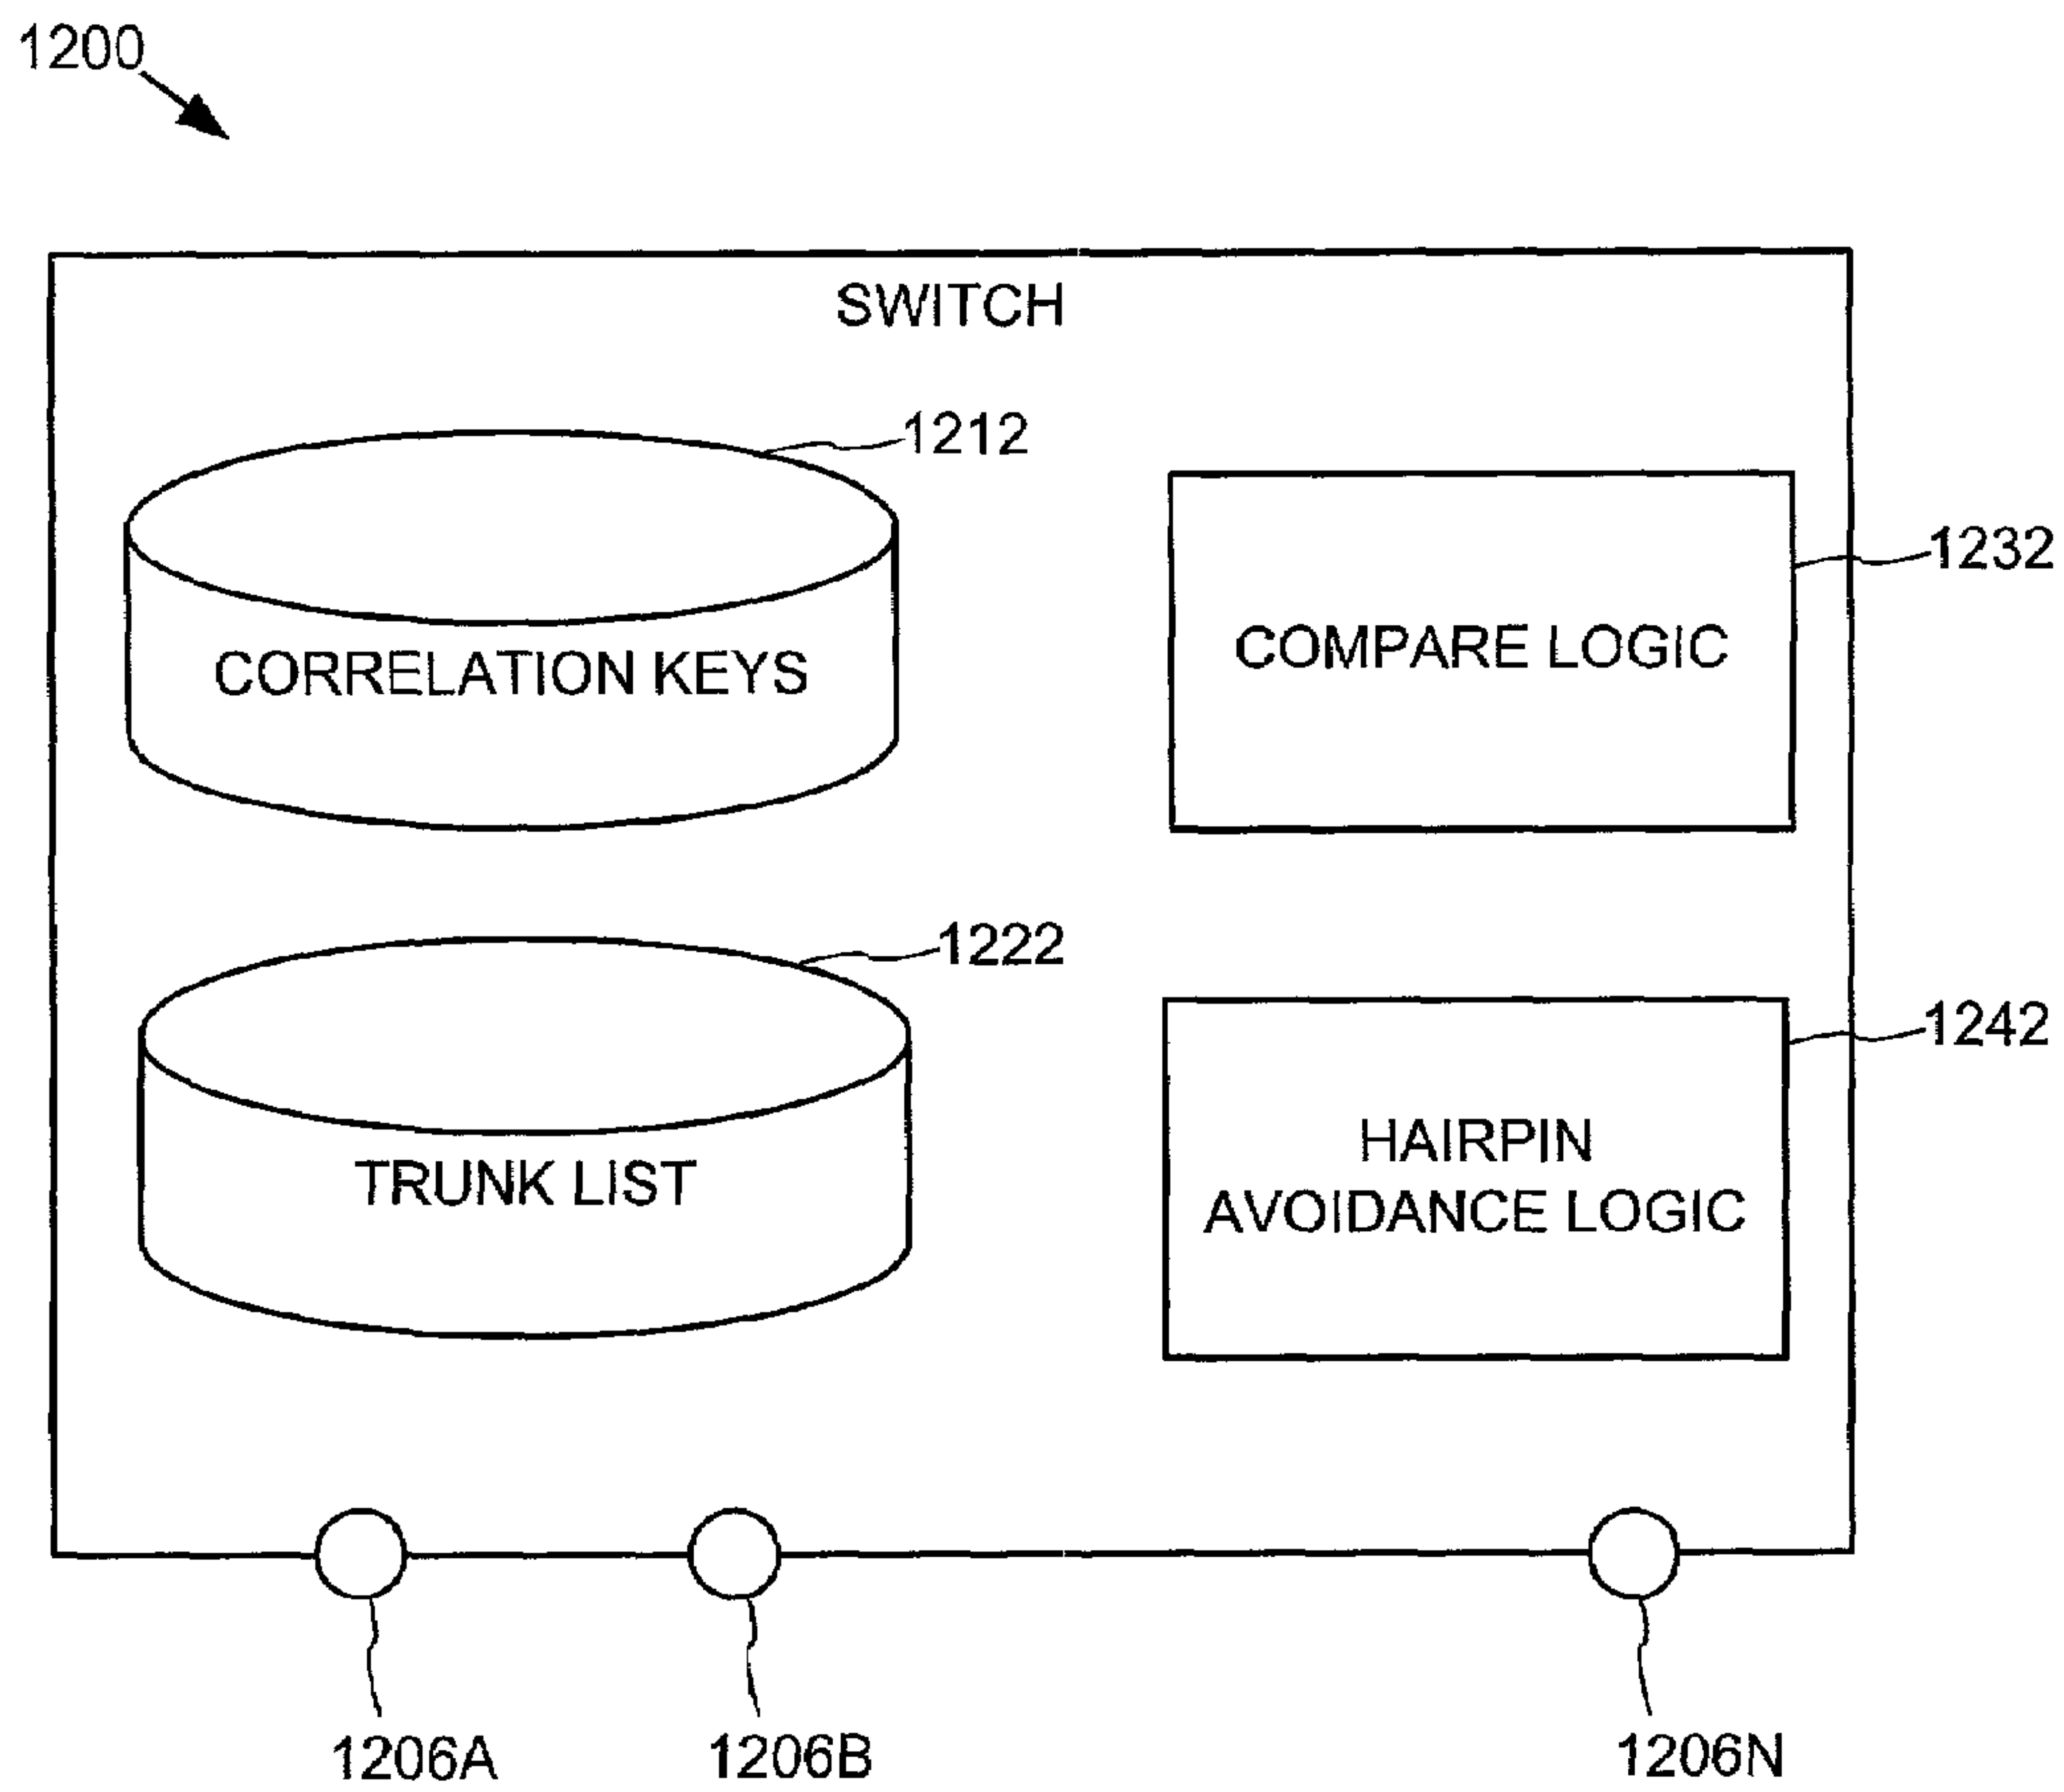 1200
SWITCH
1212
CORRELATION KEYS
1232
COMPARE LOGIC
1222
TRUNK LIST
1242
HAIRPIN
AVOIDANCE LOGIC
1206A
1206B
1206N